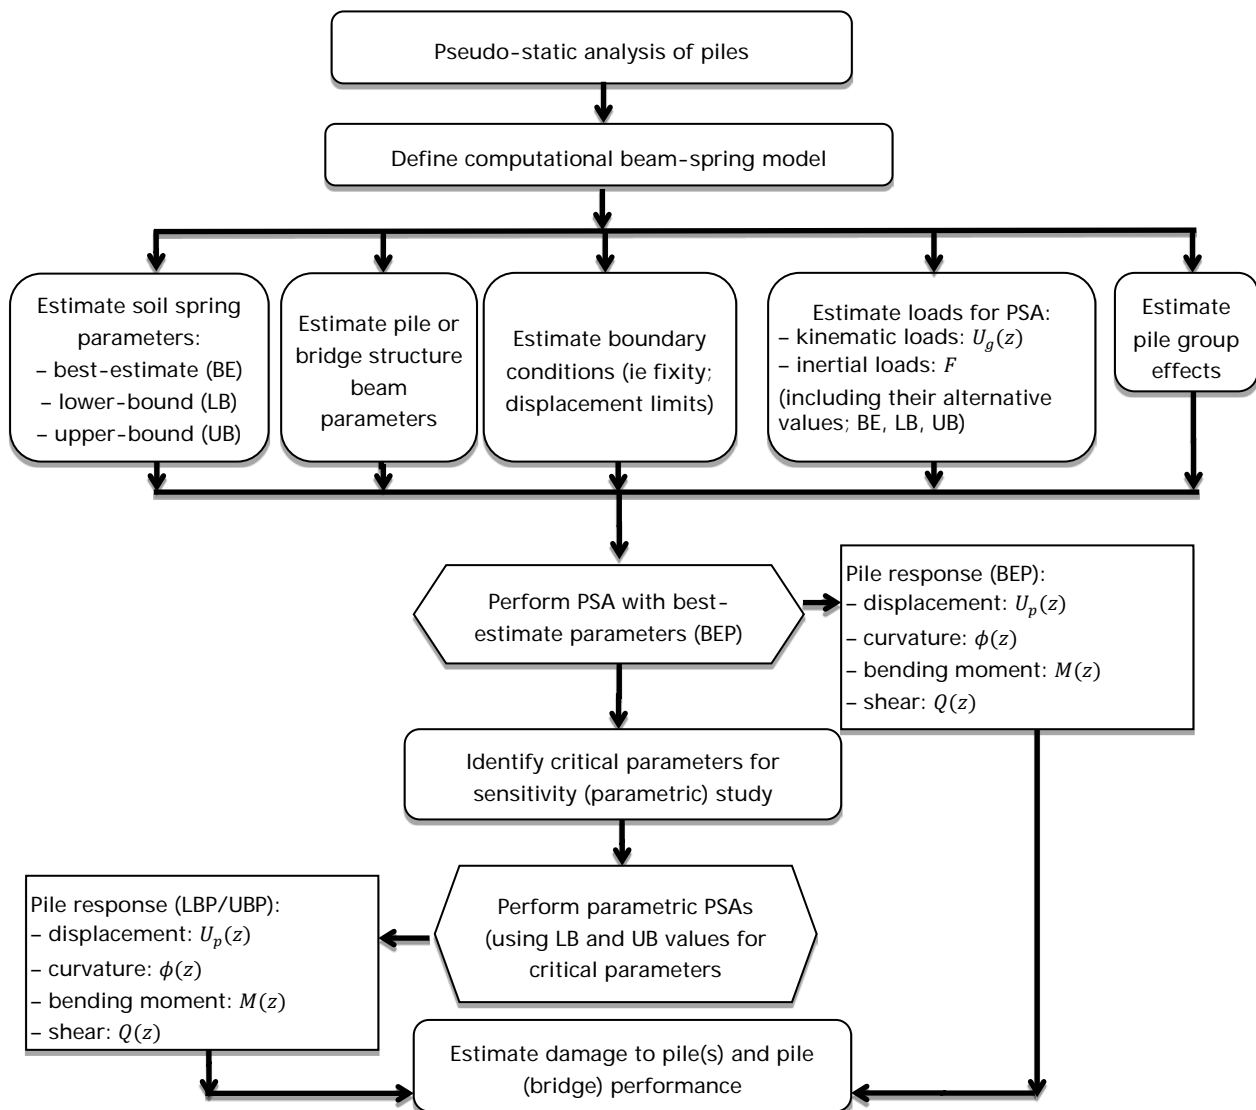 Pseudo-static analysis of piles
Define computational beam-spring model
Estimate soil spring
parameters:
– best-estimate (BE)
– lower-bound (LB)
– upper-bound (UB)
Estimate pile or
bridge structure
beam
parameters
Estimate boundary
conditions (ie fixity;
displacement limits)
Estimate loads for PSA:
– kinematic loads: U_g(z)
– inertial loads: F
(including their alternative
values; BE, LB, UB)
Estimate
pile group
effects
Perform PSA with best-
estimate parameters (BEP)
Pile response (BEP):
– displacement: U_p(z)
– curvature: ϕ(z)
– bending moment: M(z)
– shear: Q(z)
Identify critical parameters for
sensitivity (parametric) study
Perform parametric PSAs
(using LB and UB values for
critical parameters
Pile response (LBP/UBP):
– displacement: U_p(z)
– curvature: ϕ(z)
– bending moment: M(z)
– shear: Q(z)
Estimate damage to pile(s) and pile
(bridge) performance